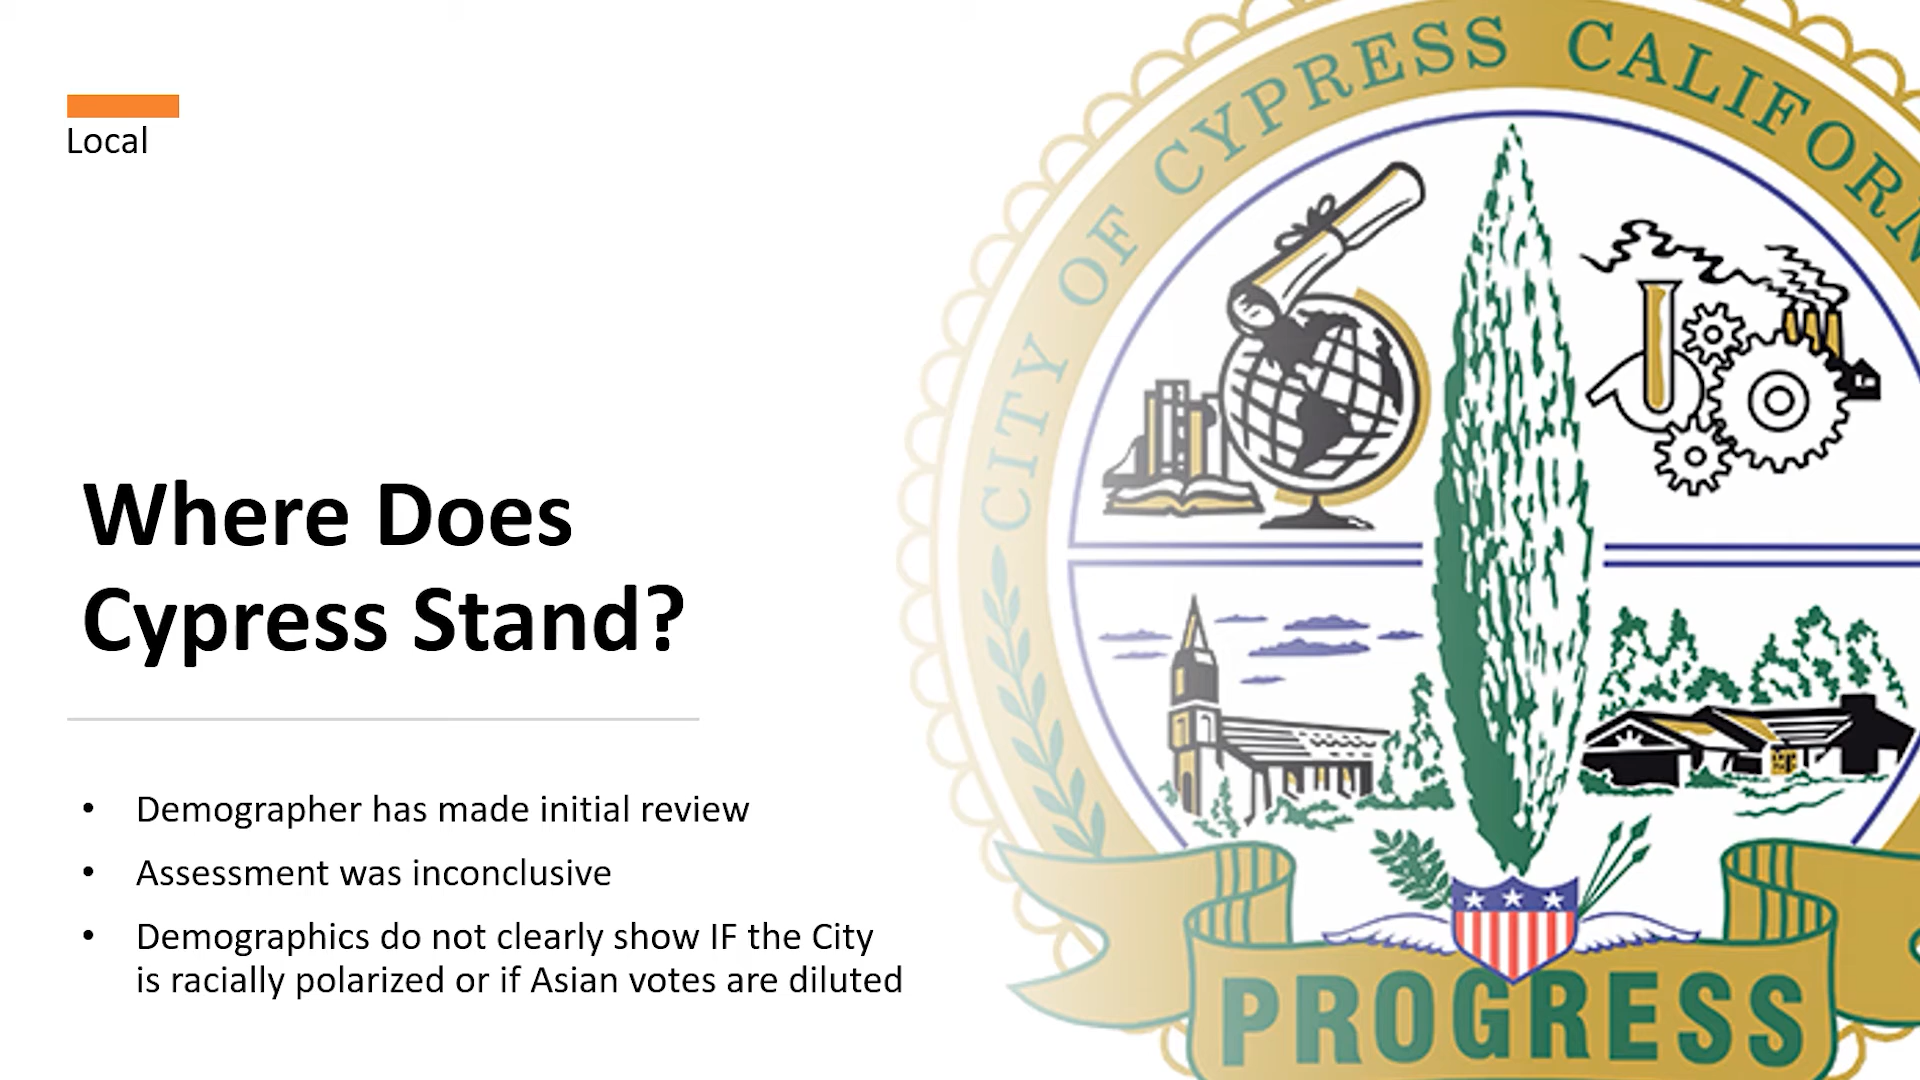 Local
Where Does
Cypress Stand?
• Demographer has made initial review
• Assessment was inconclusive
• Demographics do not clearly show IF the City
is racially polarized or if Asian votes are diluted
CITY OF CYPRESS CALIFORN
PROGRESS